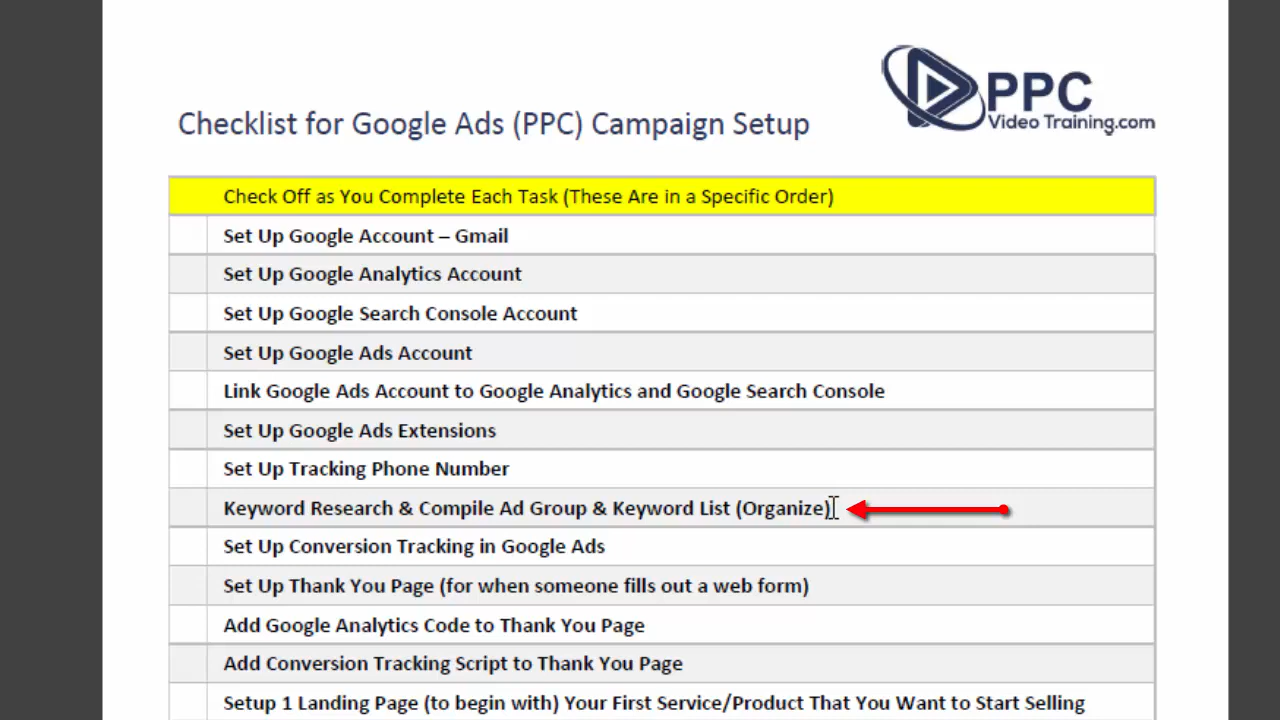 PPC
Video Training.com
Checklist for Google Ads (PPC) Campaign Setup
Check Off as You Complete Each Task (These Are in a Specific Order)
Set Up Google Account – Gmail
Set Up Google Analytics Account
Set Up Google Search Console Account
Set Up Google Ads Account
Link Google Ads Account to Google Analytics and Google Search Console
Set Up Google Ads Extensions
Set Up Tracking Phone Number
Keyword Research & Compile Ad Group & Keyword List (Organize)
Set Up Conversion Tracking in Google Ads
Set Up Thank You Page (for when someone fills out a web form)
Add Google Analytics Code to Thank You Page
Add Conversion Tracking Script to Thank You Page
Setup 1 Landing Page (to begin with) Your First Service/Product That You Want to Start Selling